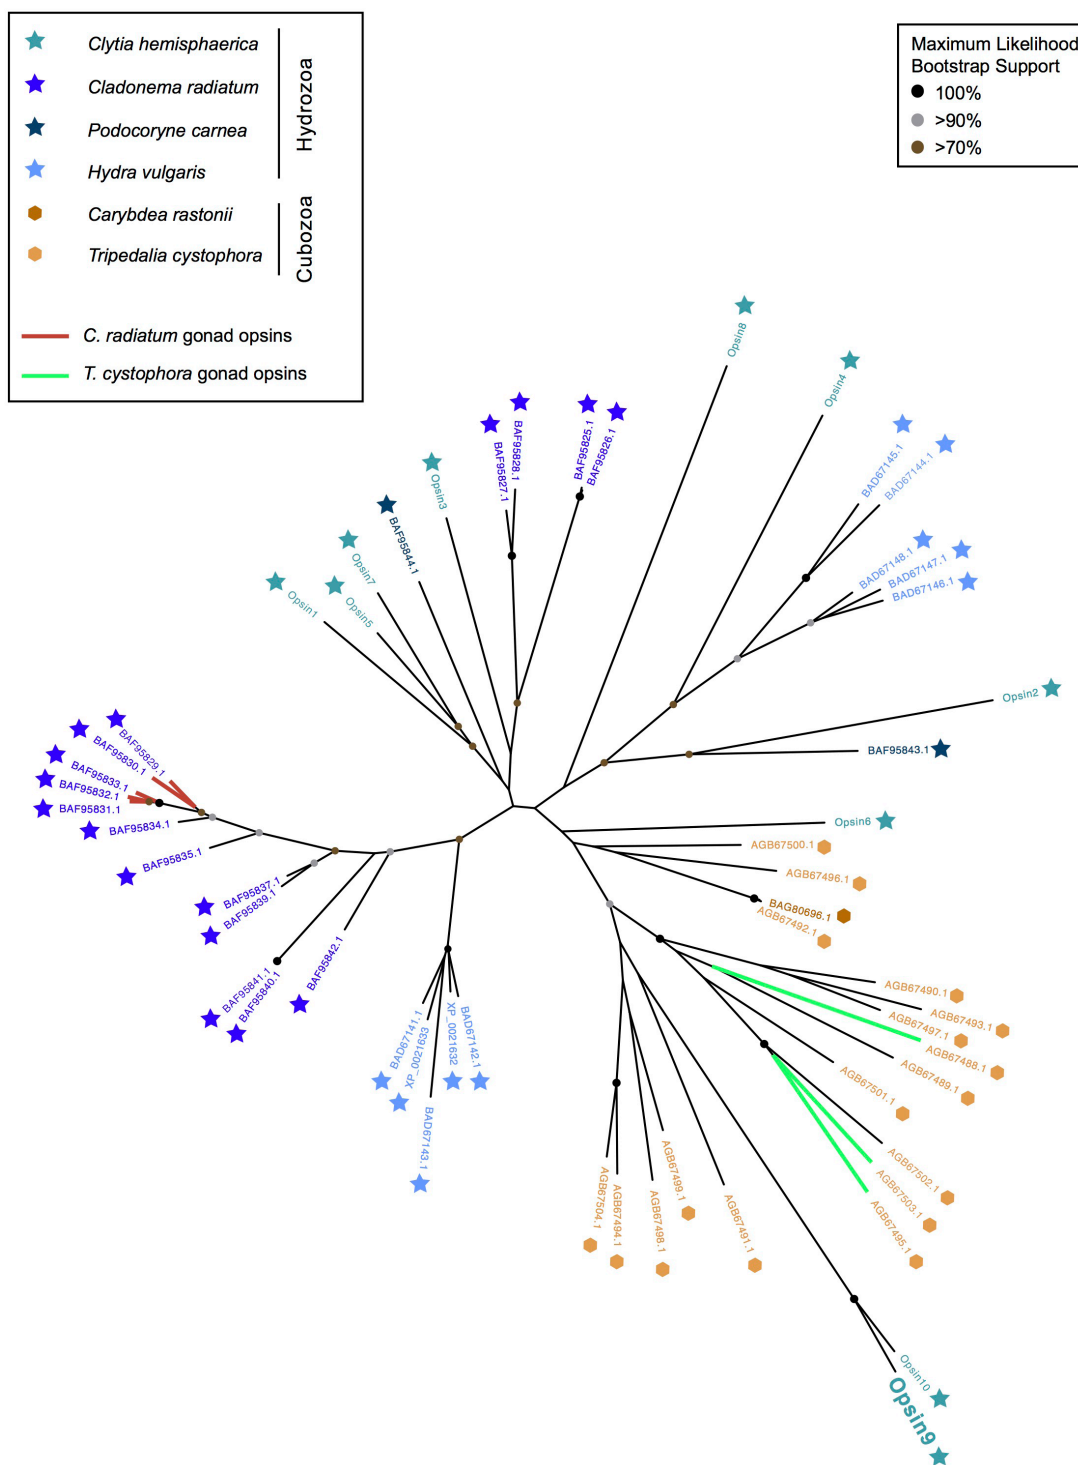 Clytia hemisphaerica
Cladonema radiatum
Podocoryne carnea
Hydra vulgaris
Hydrozoa
Carybdea rastonii
Tripedalia cystophora
Cubozoa
C. radiatum gonad opsins
T. cystophora gonad opsins
Maximum Likelihood
Bootstrap Support
100%
>90%
>70%
Opsin8
Opsin4
BAD67145.1
BAD67144.1
BAD67148.1
BAD67147.1
BAD67146.1
Opsin2
BAF95843.1
Opsin6
AGB67500.1
AGB67496.1
BAG80696.1
AGB67492.1
AGB67490.1
AGB67493.1
AGB67497.1
AGB67488.1
AGB67489.1
AGB67501.1
AGB67502.1
AGB67503.1
AGB67495.1
Opsin10
Opsin9
AGB67491.1
AGB67499.1
AGB67498.1
AGB67494.1
AGB67504.1
BAD67142.1
XP_0021632
BAD67143.1
XP_0021633
BAD67141.1
BAF95842.1
BAF95840.1
BAF95841.1
BAF95839.1
BAF95837.1
BAF95835.1
BAF95834.1
BAF95831.1
BAF95832.1
BAF95833.1
BAF95830.1
BAF95829.1
Opsin1
Opsin5
Opsin7
BAF95844.1
Opsin3
BAF95827.1
BAF95828.1
BAF95825.1
BAF95826.1